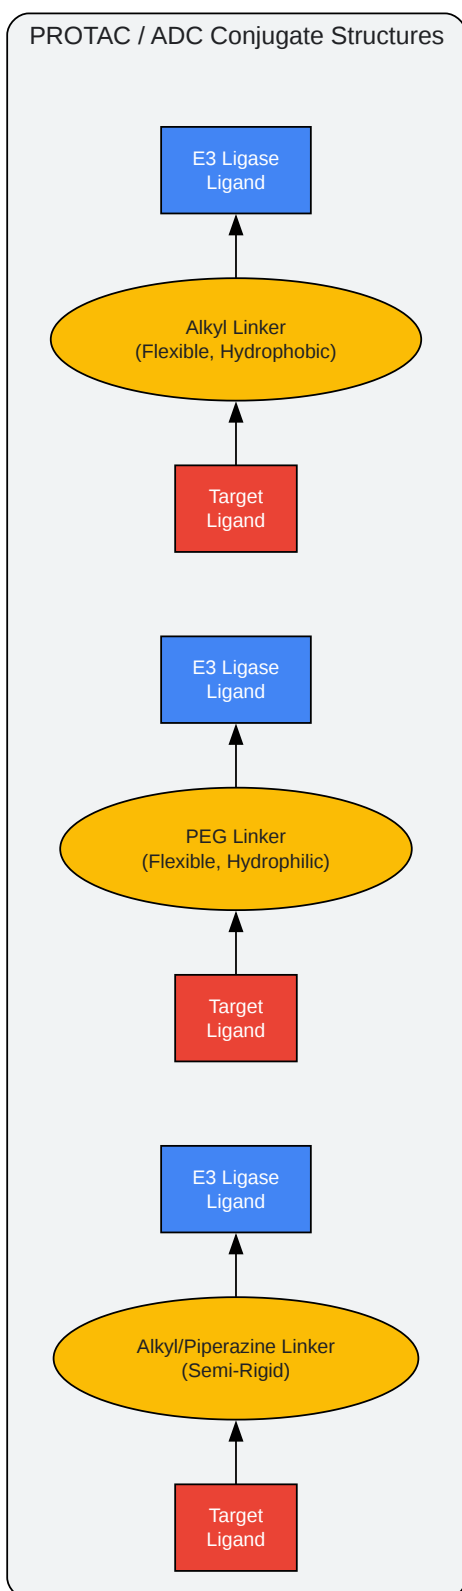 PROTAC / ADC Conjugate Structures
E3 Ligase
Ligand
Alkyl Linker
(Flexible, Hydrophobic)
Target
Ligand
E3 Ligase
Ligand
PEG Linker
(Flexible, Hydrophilic)
Target
Ligand
E3 Ligase
Ligand
Alkyl/Piperazine Linker
(Semi-Rigid)
Target
Ligand